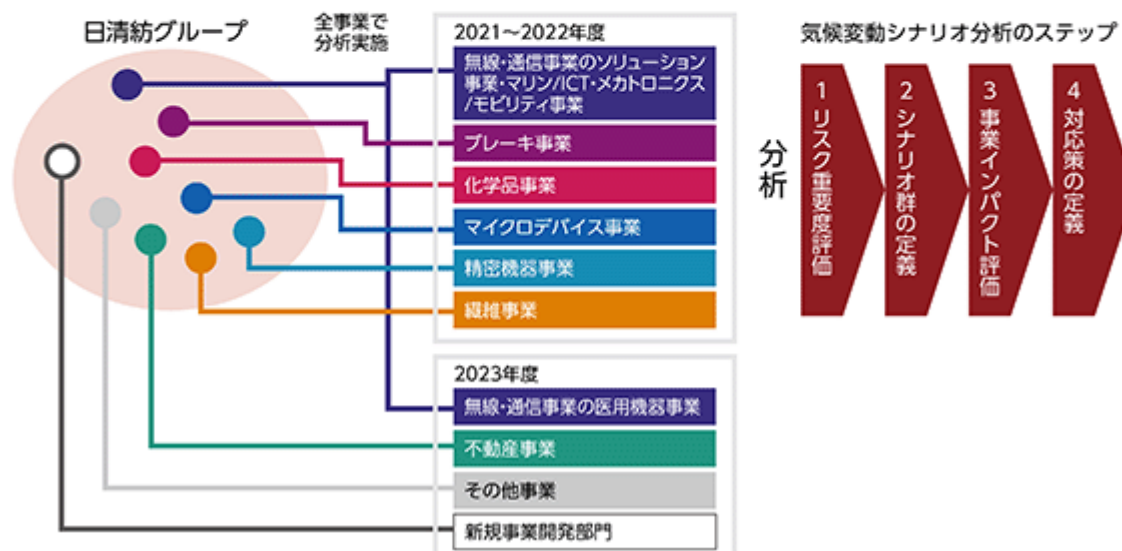 日清紡グループ
全事業で
分析実施
2021~2022年度
無線・通信事業のソリューション
事業・マリン/ICT・メカトロニクス
/モビリティ事業
ブレーキ事業
化学品事業
マイクロデバイス事業
精密機器事業
繊維事業
2023年度
無線・通信事業の医用機器事業
不動産事業
その他事業
新規事業開発部門
気候変動シナリオ分析のステップ
分析
1 リスク重要度評価
2 シナリオ群の定義
3 事業インパクト評価
4 対応策の定義